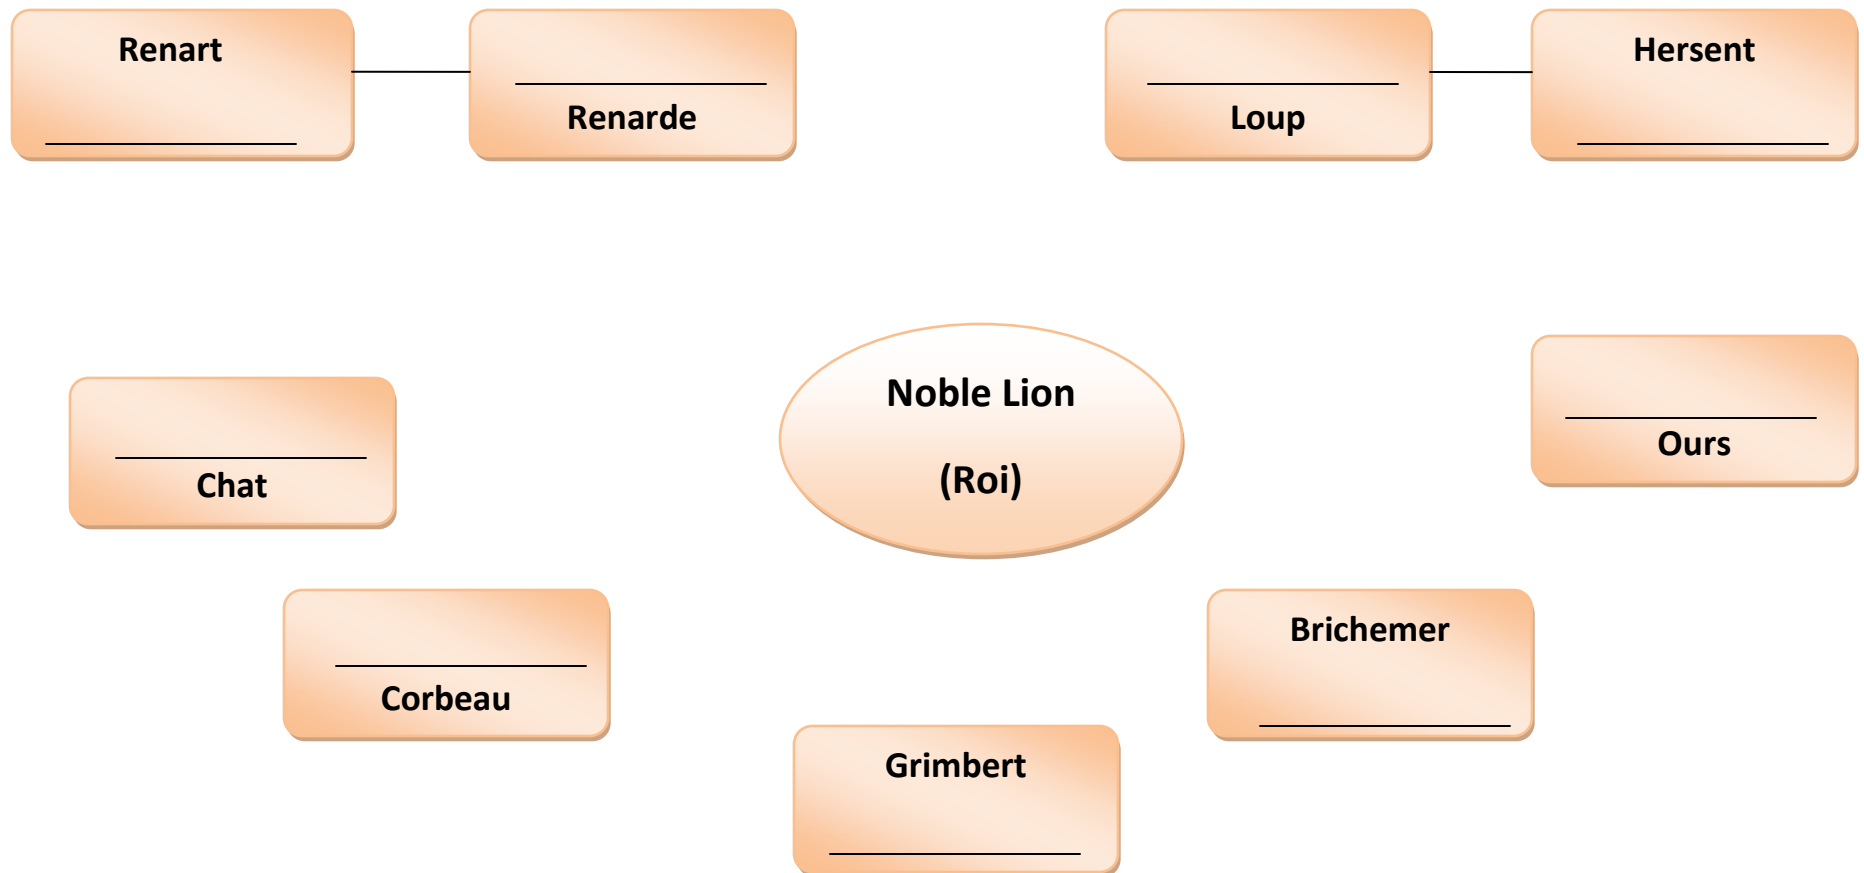 Renart
Renarde
Loup
Hersent
Noble Lion
(Roi)
Chat
Ours
Corbeau
Brichemer
Grimbert